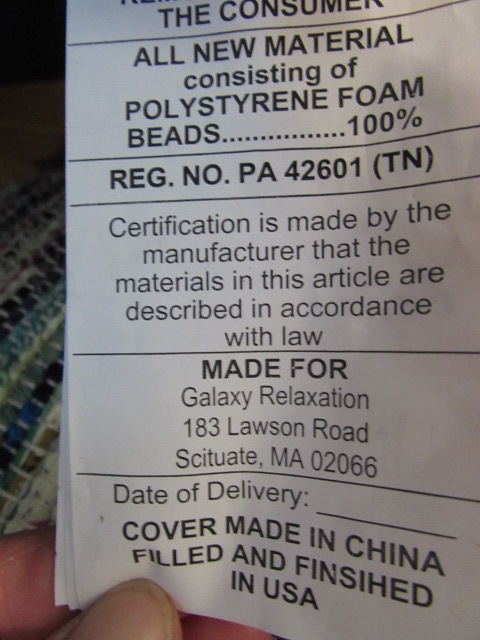 THE CONSUMER
ALL NEW MATERIAL
consisting of
POLYSTYRENE FOAM
BEADS................100%
REG. NO. PA 42601 (TN)
Certification is made by the
manufacturer that the
materials in this article are
described in accordance
with law
MADE FOR
Galaxy Relaxation
183 Lawson Road
Scituate, MA 02066
Date of Delivery: ___________
COVER MADE IN CHINA
FILLED AND FINSIHED
IN USA